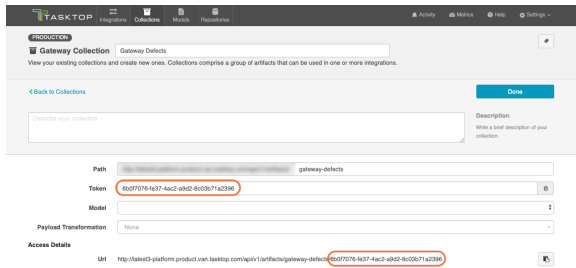 TASKTOP
Integrations
Collections
Models
Repositories
Activity
Metrics
Help
Settings
PRODUCTION
Gateway Collection
Gateway Defects
View your existing collections and create new ones. Collections comprise a group of artifacts that can be used in one or more integrations.
Back to Collections
Done
Describe your collection
Description
Write a brief description of your
collection.
Path
gateway-defects
Token
6b0f7076-fe37-4ac2-a9d2-8c03b71a2396
Model
Payload Transformation
None
Access Details
Url
http://latest3-platform.product.van.tasktop.com/api/v1/artifacts/gateway-defects/6b0f7076-fe37-4ac2-a9d2-8c03b71a2396